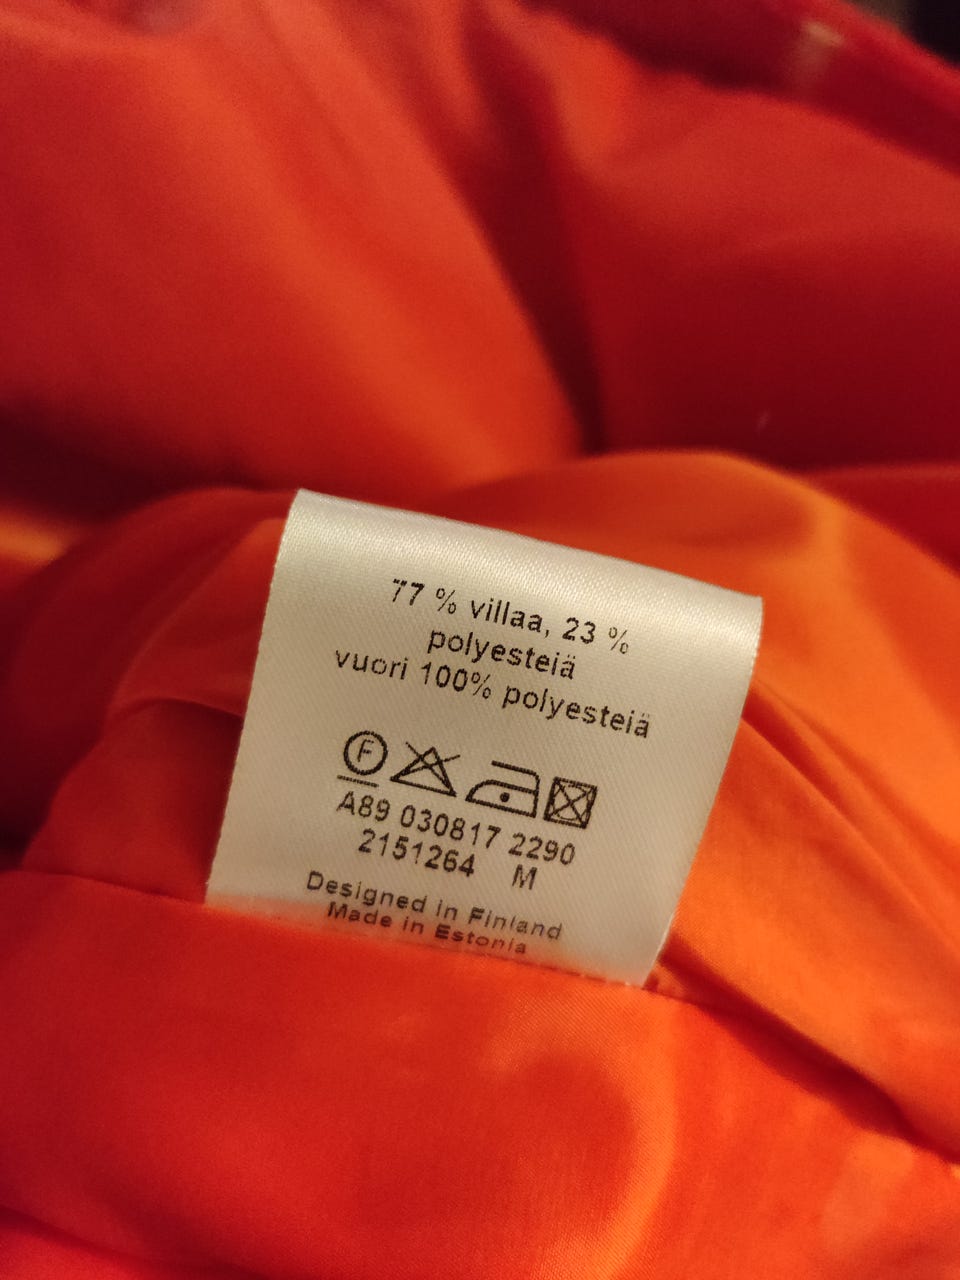 77 % villaa, 23 %
polyesteiä
vuori 100% polyesteiä
F
A89 030817 2290
2151264 M
Designed in Finland
Made in Estonia